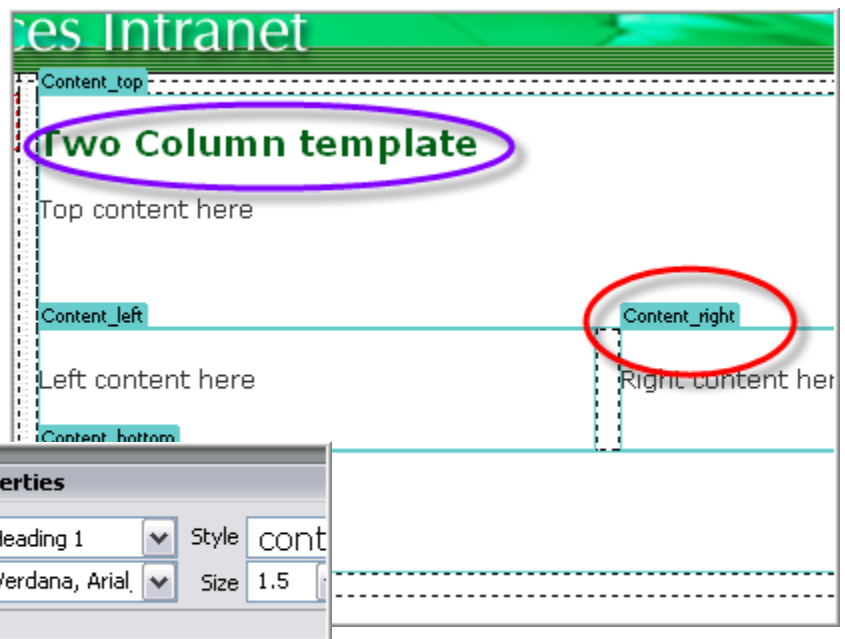 ces Intranet
Content_top
Two Column template
Top content here
Content_left
Content_right
Left content here
Right content her
Content_bottom
erties
Heading 1
Style
cont
Verdana, Arial,
Size
1.5